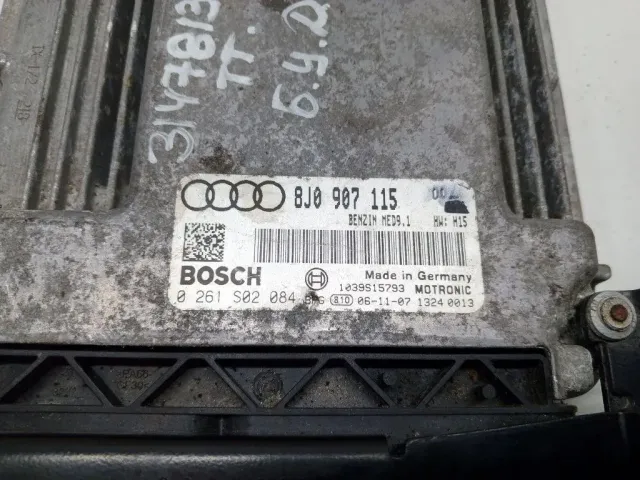 3147813
TT.
Б.У.
8J0 907 115
BENZIN MED9.1 HW: H15
BOSCH
Made in Germany
1039S15793 MOTRONIC
0 261 S02 084 810 06-11-07 1324 0013